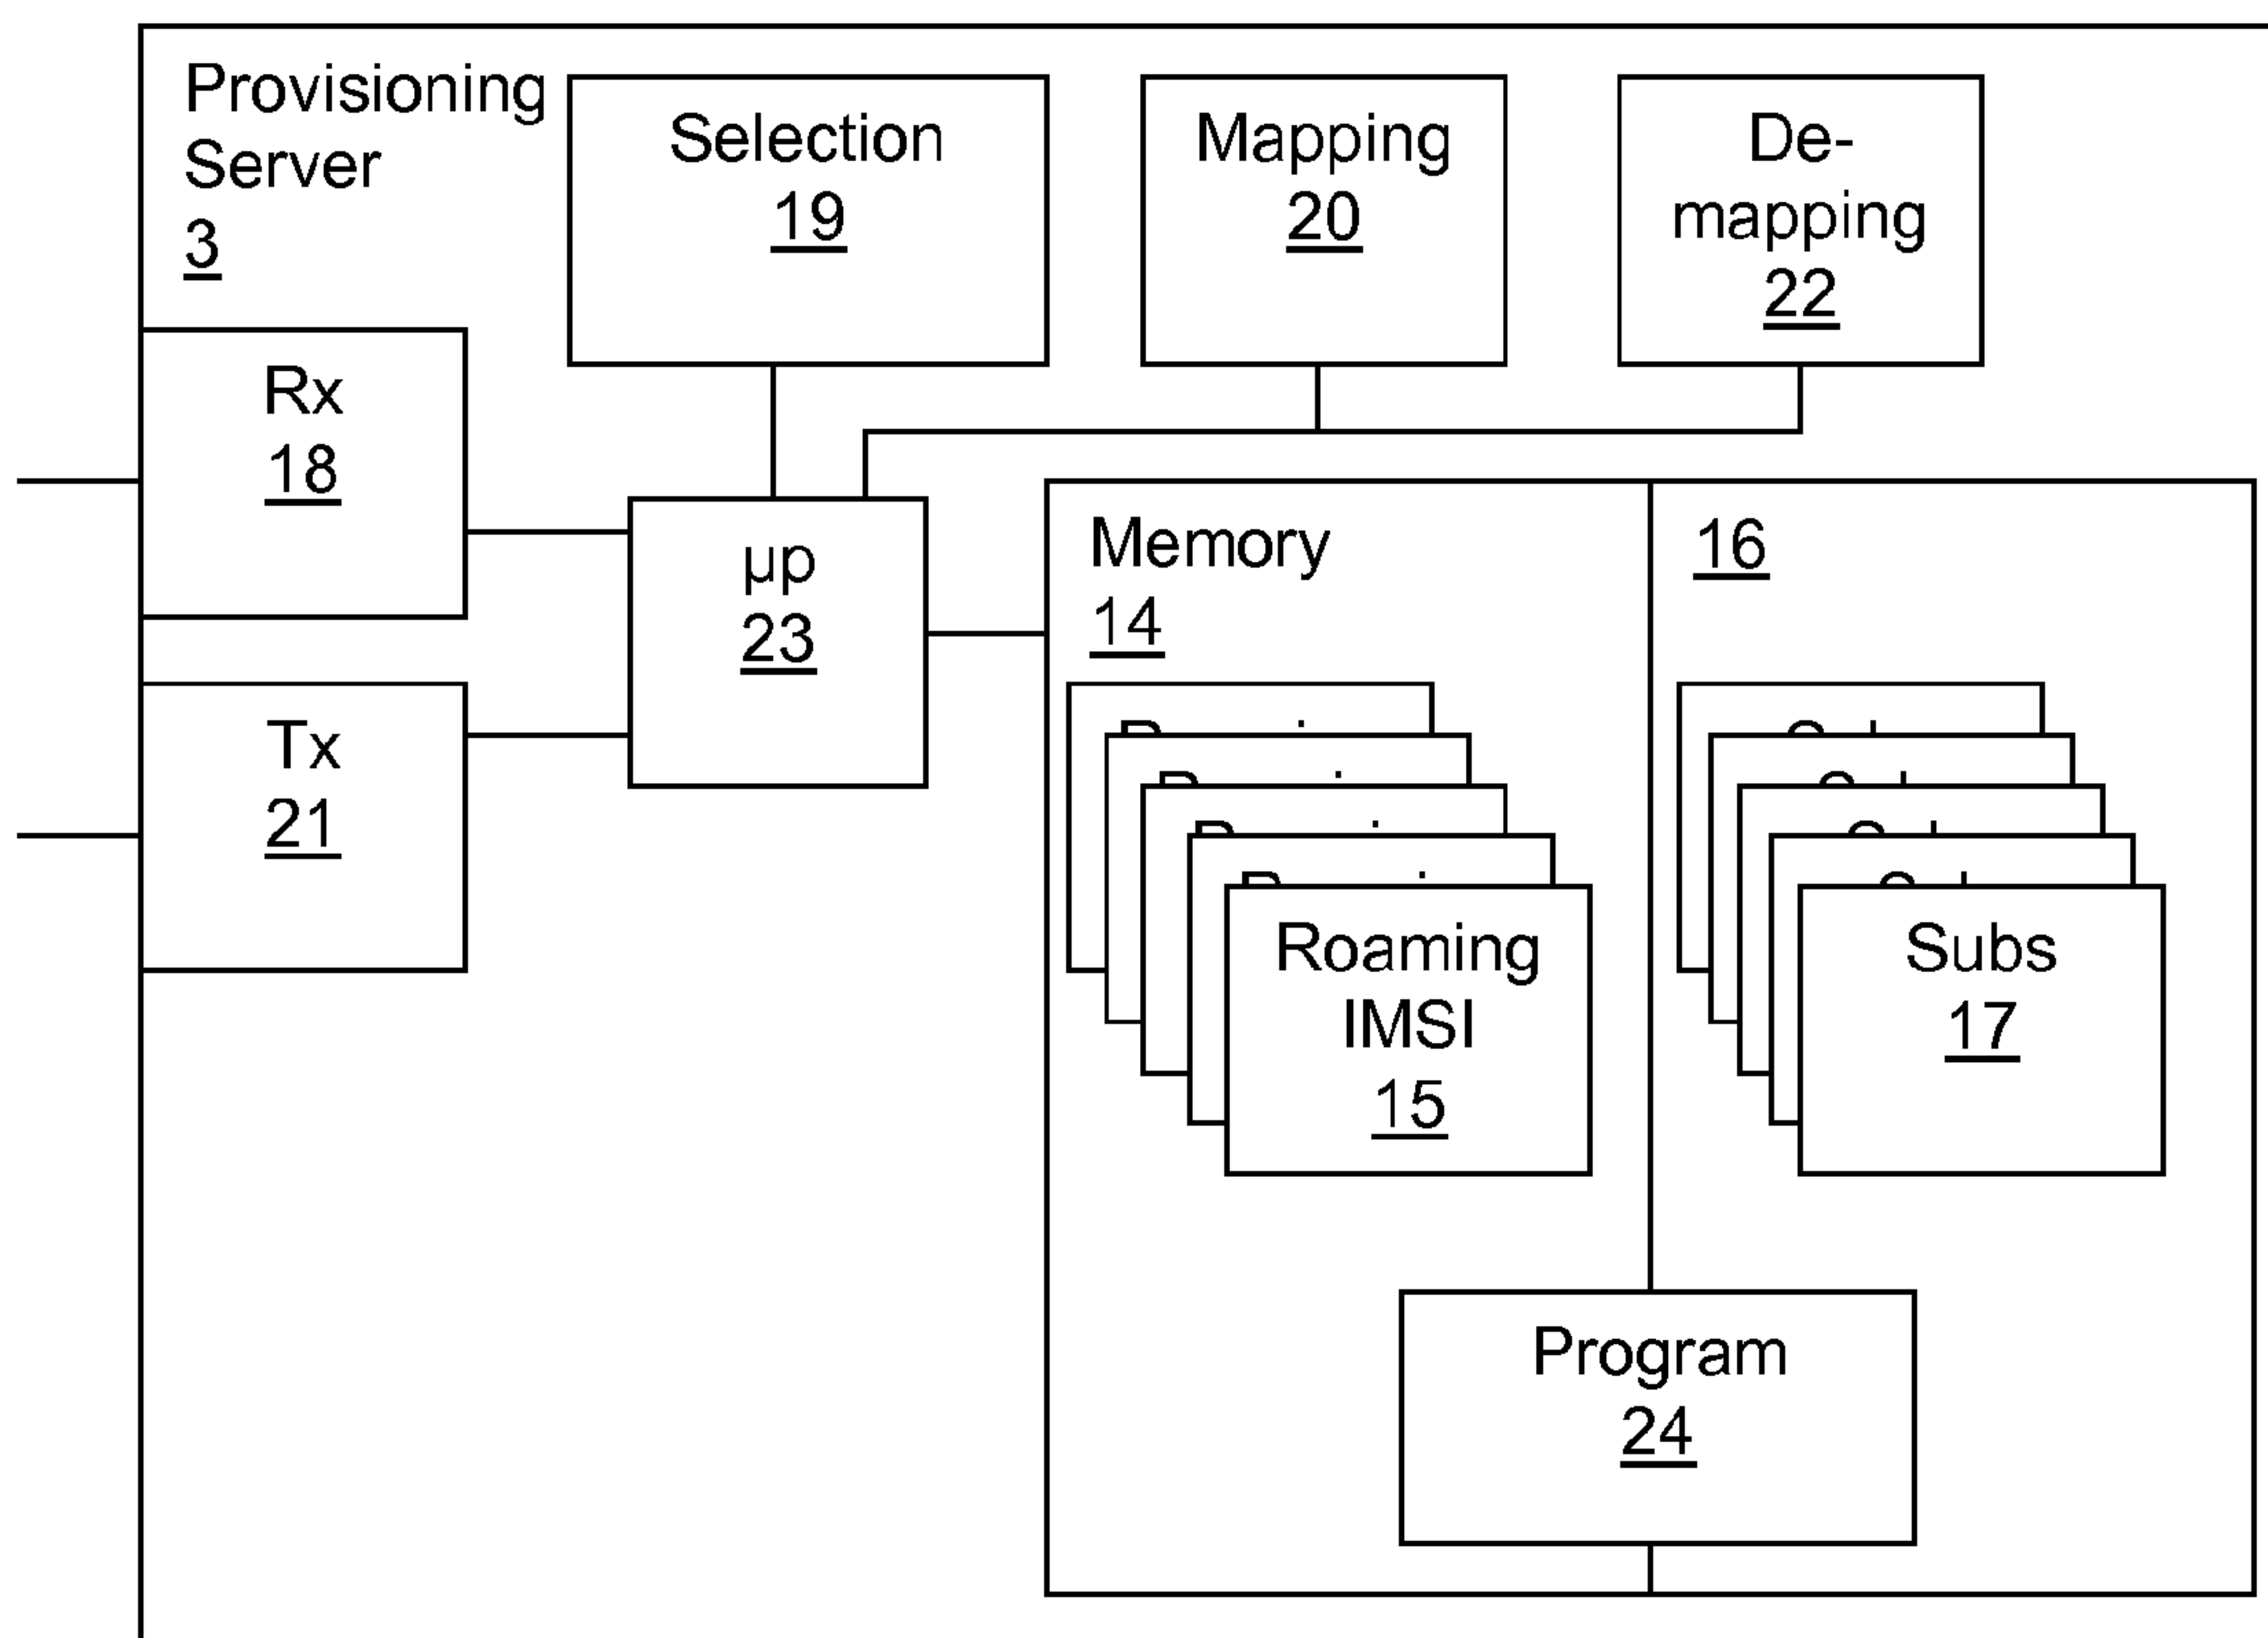 Provisioning
Server
3
Selection
19
Mapping
20
De-
mapping
22
Rx
18
µp
23
Memory
14
16
Tx
21
Roaming
IMSI
15
Subs
17
Program
24